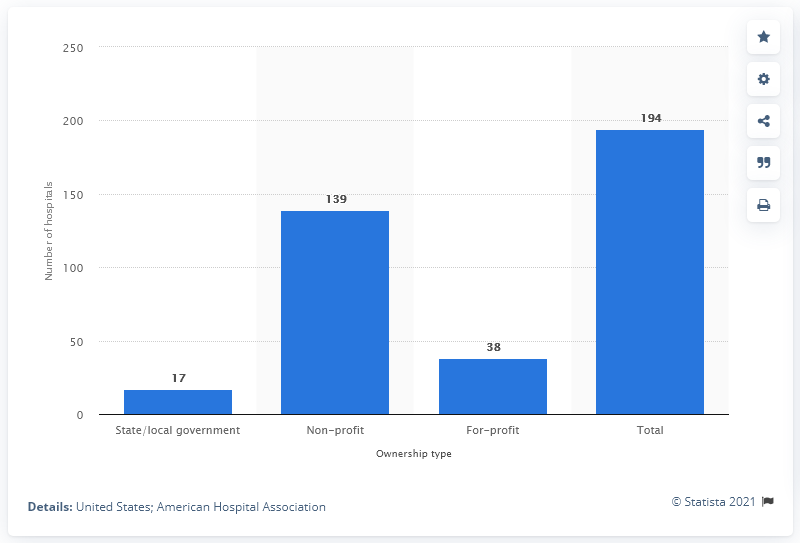 250
200
150
100
50
0
Number of hospitals
17
139
38
194
State/local government
Non-profit
For-profit
Total
Ownership type
Details: United States; American Hospital Association
© Statista 2021